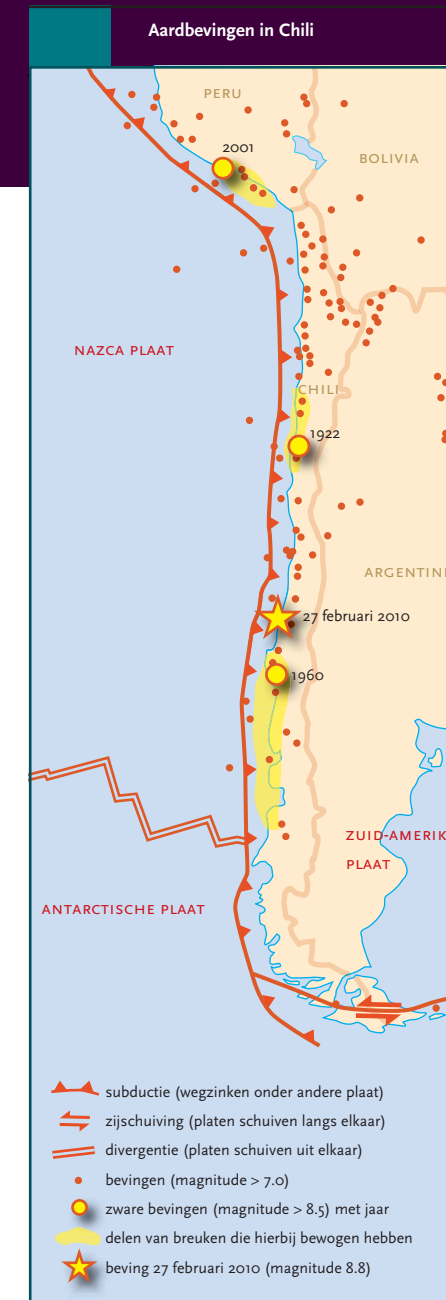 Aardbevingen in Chili
PERU
2001
BOLIVIA
NAZCA PLAAT
CHILI
1922
ARGENTIN
27 februari 2010
1960
ZUID-AMERIK
PLAAT
ANTARCTISCHE PLAAT
subductie (wegzinken onder andere plaat)
zijschuiving (platen schuiven langs elkaar)
divergentie (platen schuiven uit elkaar)
bevingen (magnitude > 7.0)
zware bevingen (magnitude > 8.5) met jaar
delen van breuken die hierbij bewogen hebben
beving 27 februari 2010 (magnitude 8.8)